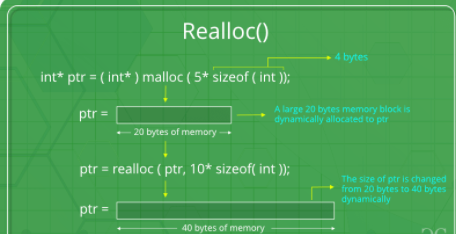 Realloc()
4 bytes
int* ptr = ( int* ) malloc ( 5* sizeof ( int ));
ptr =
A large 20 bytes memory block is
dynamically allocated to ptr
20 bytes of memory
ptr = realloc ( ptr, 10* sizeof( int ));
The size of ptr is changed
from 20 bytes to 40 bytes
dynamically
ptr =
40 bytes of memory